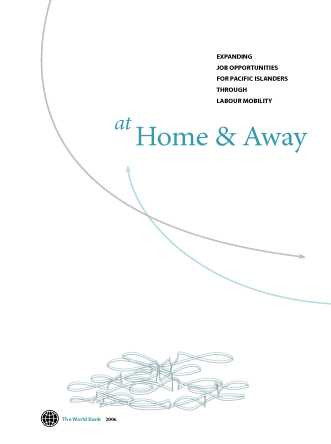 EXPANDING
JOB OPPORTUNITIES
FOR PACIFIC ISLANDERS
THROUGH
LABOUR MOBILITY
at Home & Away
The World Bank 2006